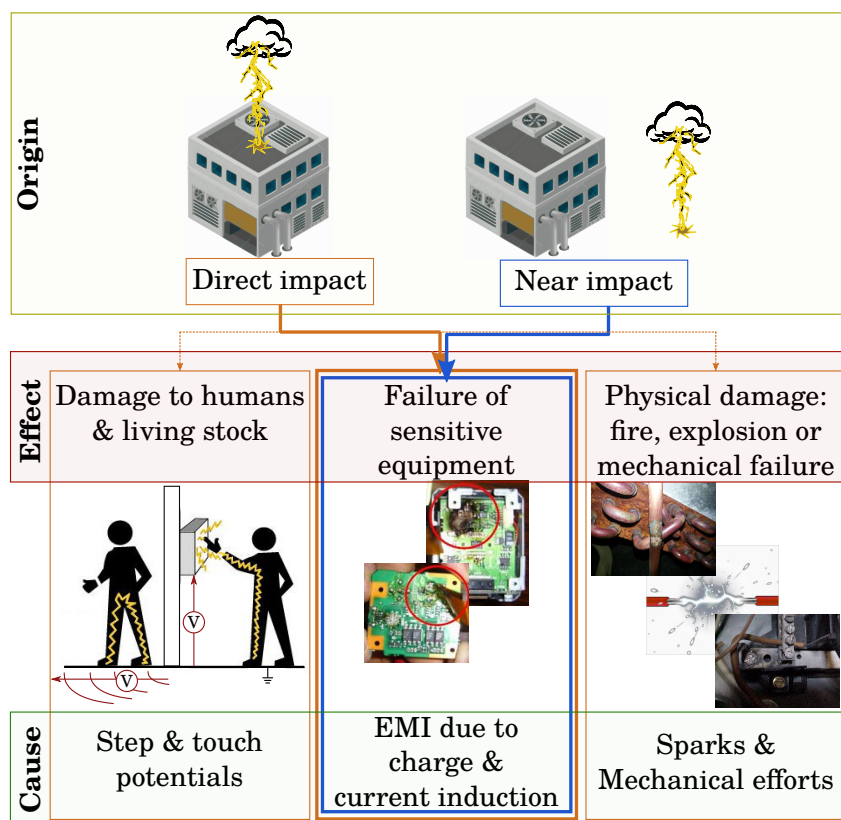 Origin
Direct impact
Near impact
Effect
Damage to humans
& living stock
Failure of
sensitive
equipment
Physical damage:
fire, explosion or
mechanical failure
V
V
Cause
Step & touch
potentials
EMI due to
charge &
current induction
Sparks &
Mechanical efforts